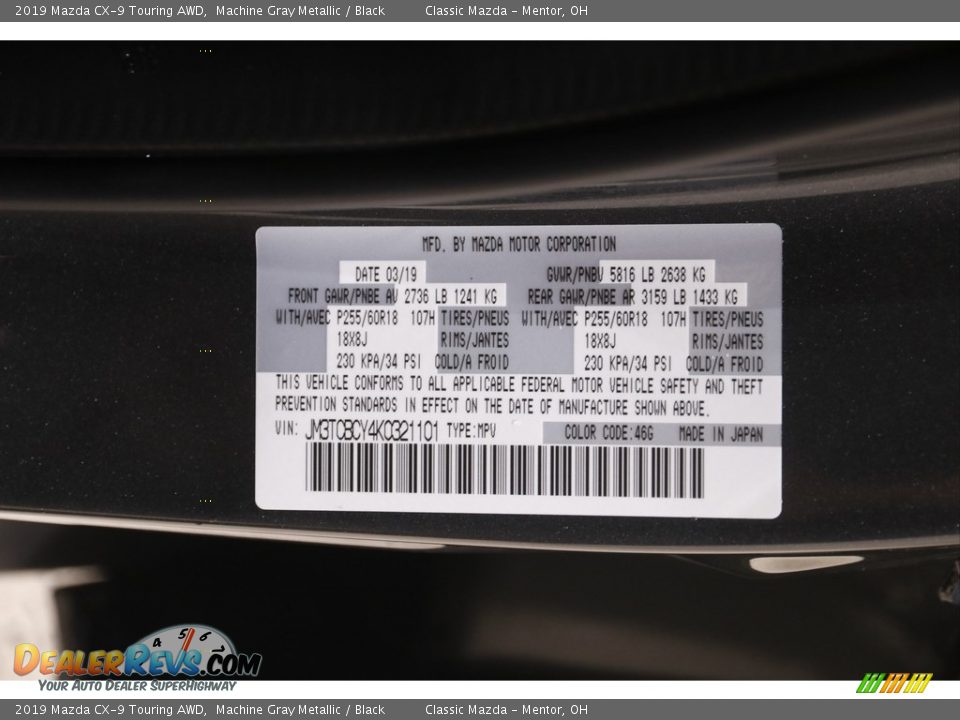 2019 Mazda CX-9 Touring AWD, Machine Gray Metallic / Black Classic Mazda - Mentor, OH
MFD. BY MAZDA MOTOR CORPORATION
DATE 03/19 GVWR/PNBV 5816 LB 2638 KG
FRONT GAWR/PNBE AV 2736 LB 1241 KG REAR GAWR/PNBE AR 3159 LB 1433 KG
WITH/AVEC P255/60R18 107H TIRES/PNEUS WITH/AVEC P255/60R18 107H TIRES/PNEUS
18X8J RIMS/JANTES 18X8J RIMS/JANTES
230 KPA/34 PSI COLD/A FROID 230 KPA/34 PSI COLD/A FROID
THIS VEHICLE CONFORMS TO ALL APPLICABLE FEDERAL MOTOR VEHICLE SAFETY AND THEFT
PREVENTION STANDARDS IN EFFECT ON THE DATE OF MANUFACTURE SHOWN ABOVE.
VIN: JM3TCBCY4K0321101 TYPE:MPV COLOR CODE:46G MADE IN JAPAN
4 5 6
DEALERREVS.COM
YOUR AUTO DEALER SUPERHIGHWAY
2019 Mazda CX-9 Touring AWD, Machine Gray Metallic / Black Classic Mazda - Mentor, OH